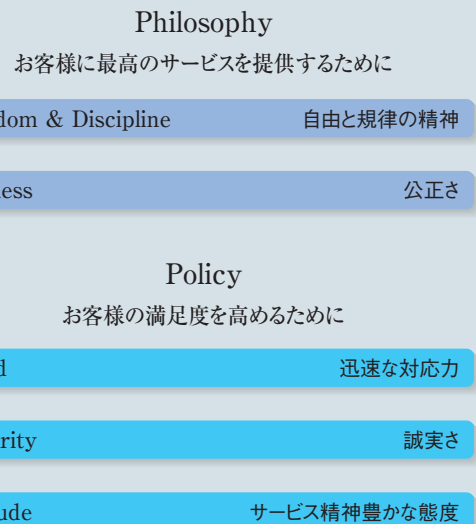 Philosophy
お客様に最高のサービスを提供するために
dom & Discipline 自由と規律の精神
ess 公正さ
Policy
お客様の満足度を高めるために
d 迅速な対応力
rity 誠実さ
ude サービス精神豊かな態度